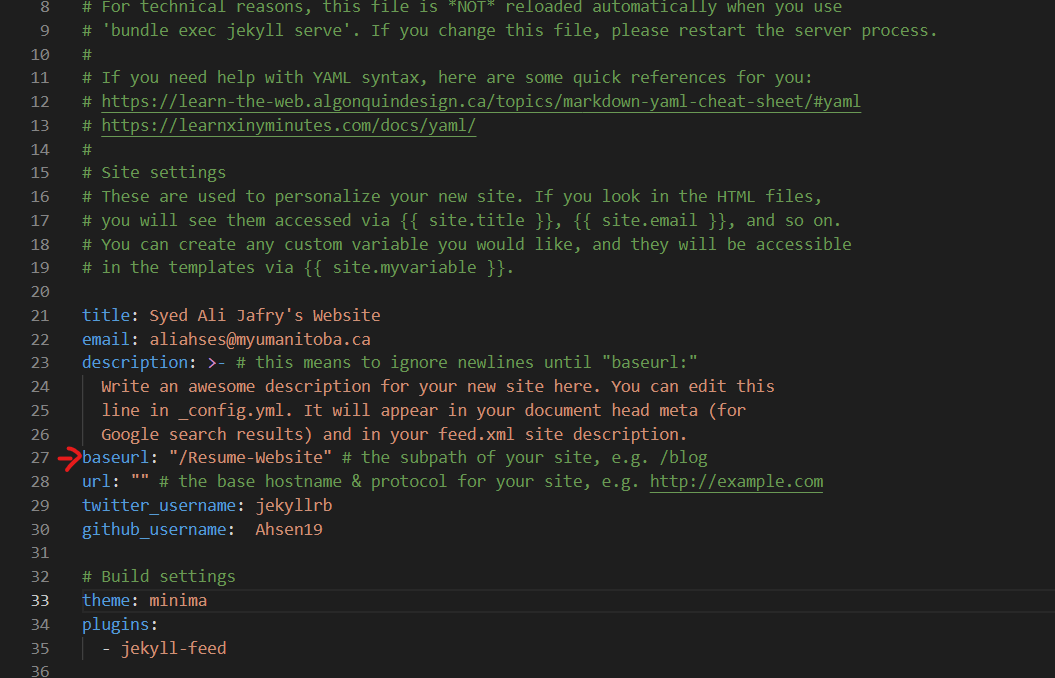 8 # For technical reasons, this file is *NOT* reloaded automatically when you use
9 # 'bundle exec jekyll serve'. If you change this file, please restart the server process.
10 #
11 # If you need help with YAML syntax, here are some quick references for you:
12 # https://learn-the-web.algonquindesign.ca/topics/markdown-yaml-cheat-sheet/#yaml
13 # https://learnxinyminutes.com/docs/yaml/
14 #
15 # Site settings
16 # These are used to personalize your new site. If you look in the HTML files,
17 # you will see them accessed via {{ site.title }}, {{ site.email }}, and so on.
18 # You can create any custom variable you would like, and they will be accessible
19 # in the templates via {{ site.myvariable }}.
20
21 title: Syed Ali Jafry's Website
22 email: aliahses@myumanitoba.ca
23 description: >- # this means to ignore newlines until "baseurl:"
24 Write an awesome description for your new site here. You can edit this
25 line in _config.yml. It will appear in your document head meta (for
26 Google search results) and in your feed.xml site description.
27 baseurl: "/Resume-Website" # the subpath of your site, e.g. /blog
28 url: "" # the base hostname & protocol for your site, e.g. http://example.com
29 twitter_username: jekyllrb
30 github_username:  Ahsen19
31
32 # Build settings
33 theme: minima
34 plugins:
35 - jekyll-feed
36